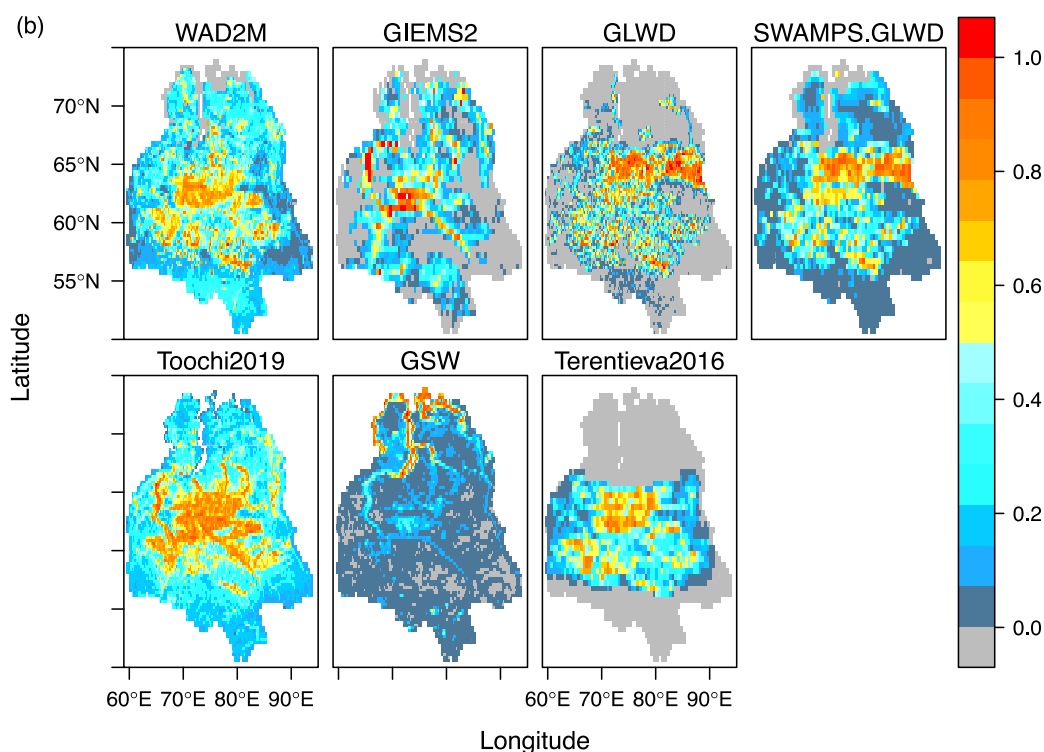 (b)
WAD2M GIEMS2 GLWD SWAMPS.GLWD
70°N
65°N
60°N
55°N
1.0
0.8
0.6
0.4
0.2
0.0
Latitude
Toochi2019 GSW Terentieva2016
60°E 70°E 80°E 90°E 60°E 70°E 80°E 90°E
Longitude